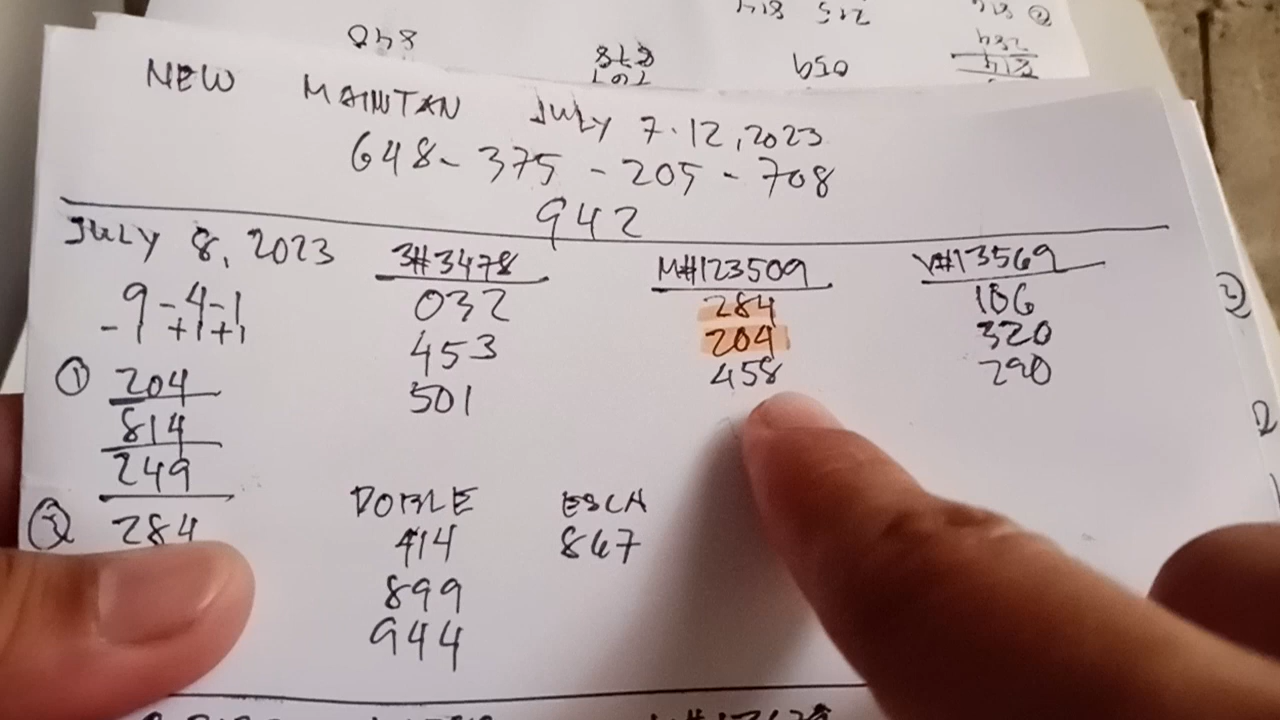 NEW MAINTAN JULY 7-12, 2023
648 - 375 - 205 - 708
942
JULY 8, 2023
9-4-1
-1 +1 +1
① 204
814
249
③ 284
3#3478
032
453
501
M#123509
284
204
458
V#13569
186
320
290
DOBLE
414
899
944
ESCA
867